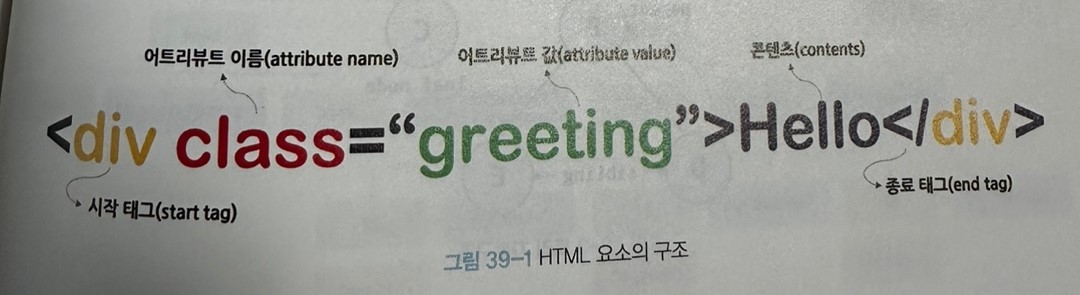 어트리뷰트 이름(attribute name)
어트리뷰트 값(attribute value)
콘텐츠(contents)
<div class=“greeting”>Hello</div>
시작 태그(start tag)
종료 태그(end tag)
그림 39-1 HTML 요소의 구조